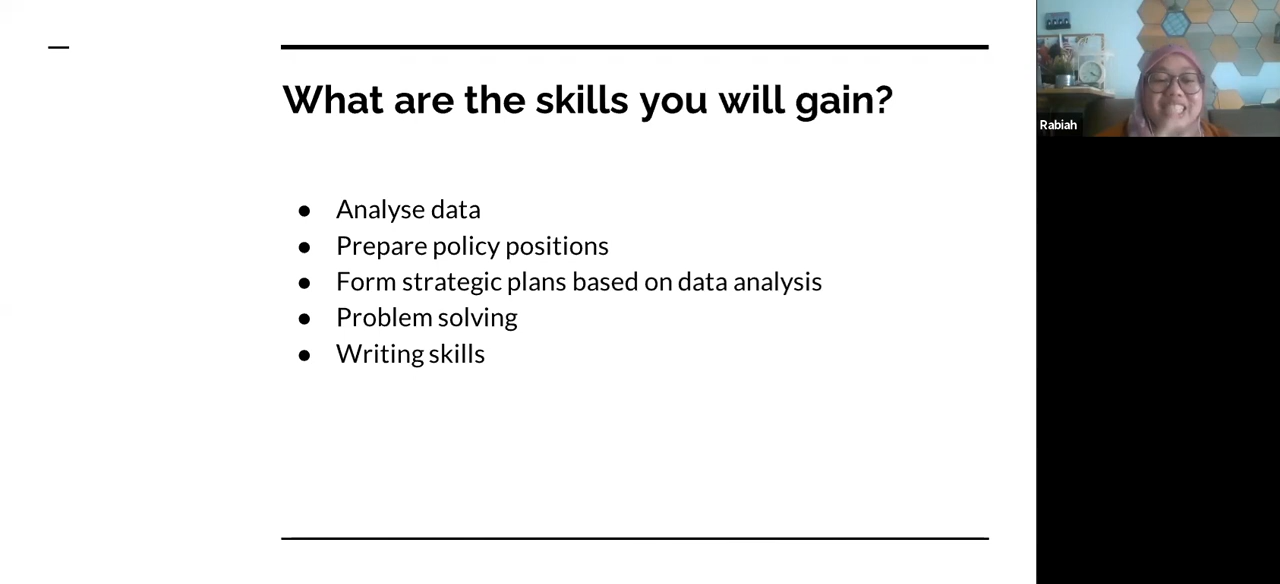 What are the skills you will gain?
● Analyse data
● Prepare policy positions
● Form strategic plans based on data analysis
● Problem solving
● Writing skills
Rabiah